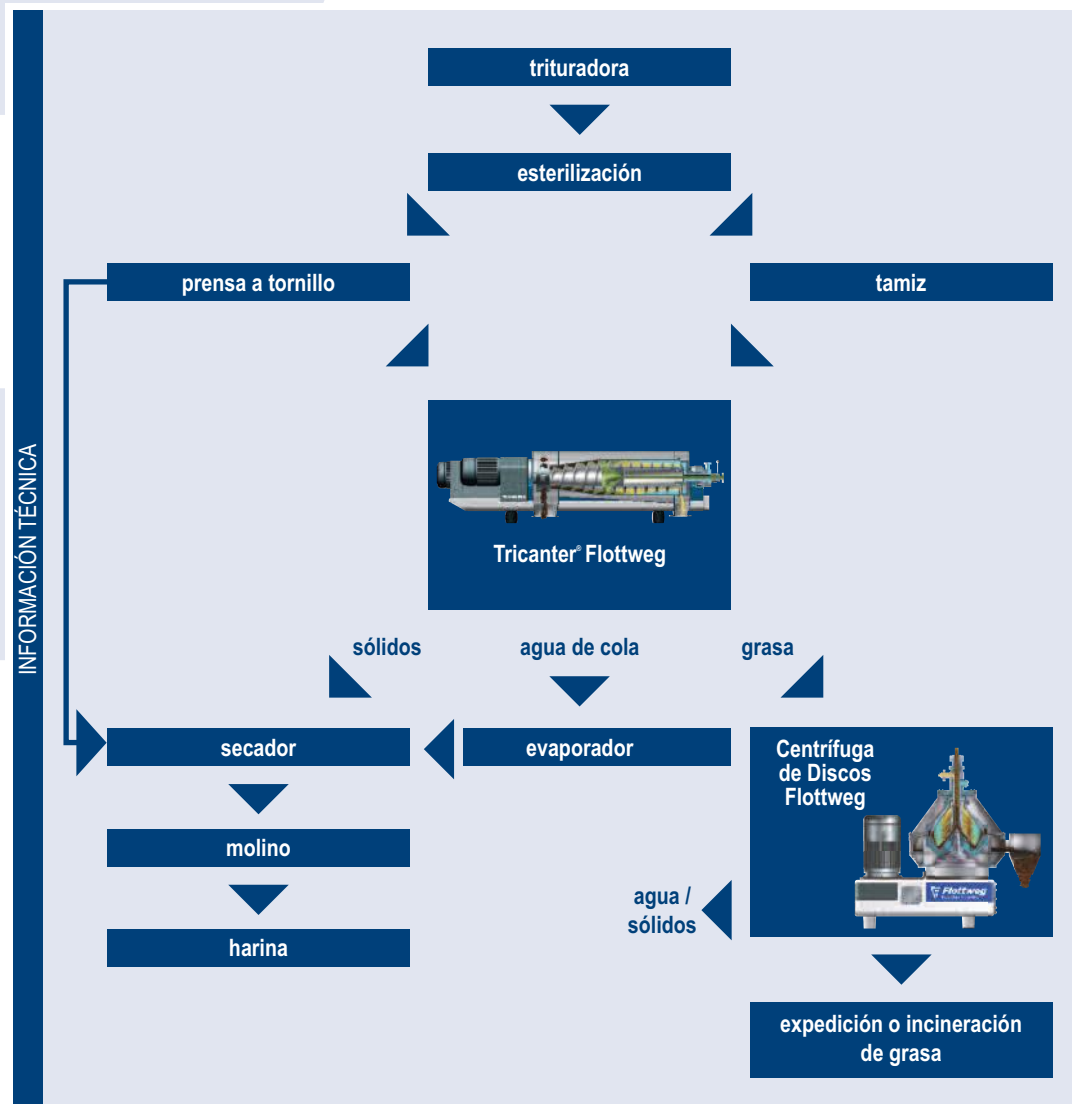 INFORMACIÓN TÉCNICA
trituradora
esterilización
prensa a tornillo
tamiz
Tricanter® Flottweg
sólidos
agua de cola
grasa
secador
evaporador
Centrífuga
de Discos
Flottweg
Flottweg
molino
agua /
sólidos
harina
expedición o incineración
de grasa